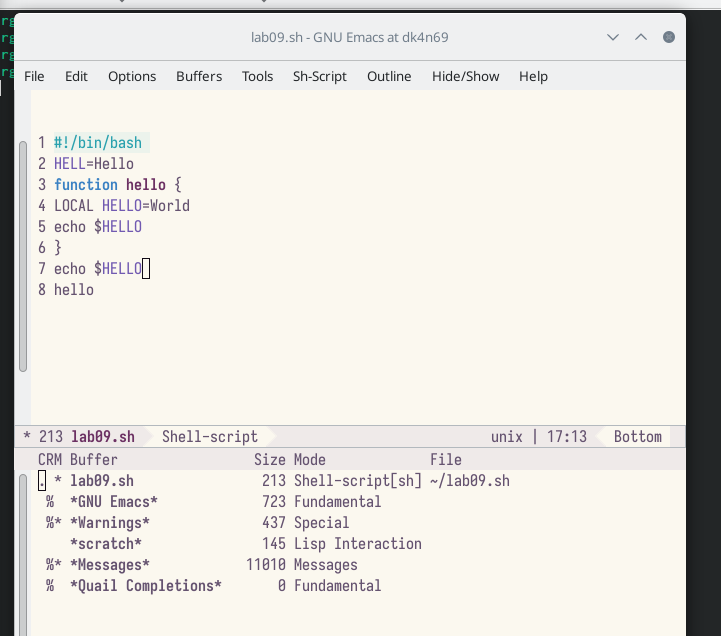 rg
lab09.sh - GNU Emacs at dk4n69
rg
rg
rg
File Edit Options Buffers Tools Sh-Script Outline Hide/Show Help
1 #!/bin/bash
2 HELL=Hello
3 function hello {
4 LOCAL HELLO=World
5 echo $HELLO
6 }
7 echo $HELLO
8 hello
* 213 lab09.sh Shell-script unix | 17:13 Bottom
CRM Buffer Size Mode File
. * lab09.sh 213 Shell-script[sh] ~/lab09.sh
% *GNU Emacs* 723 Fundamental
%* *Warnings* 437 Special
*scratch* 145 Lisp Interaction
%* *Messages* 11010 Messages
% *Quail Completions* 0 Fundamental